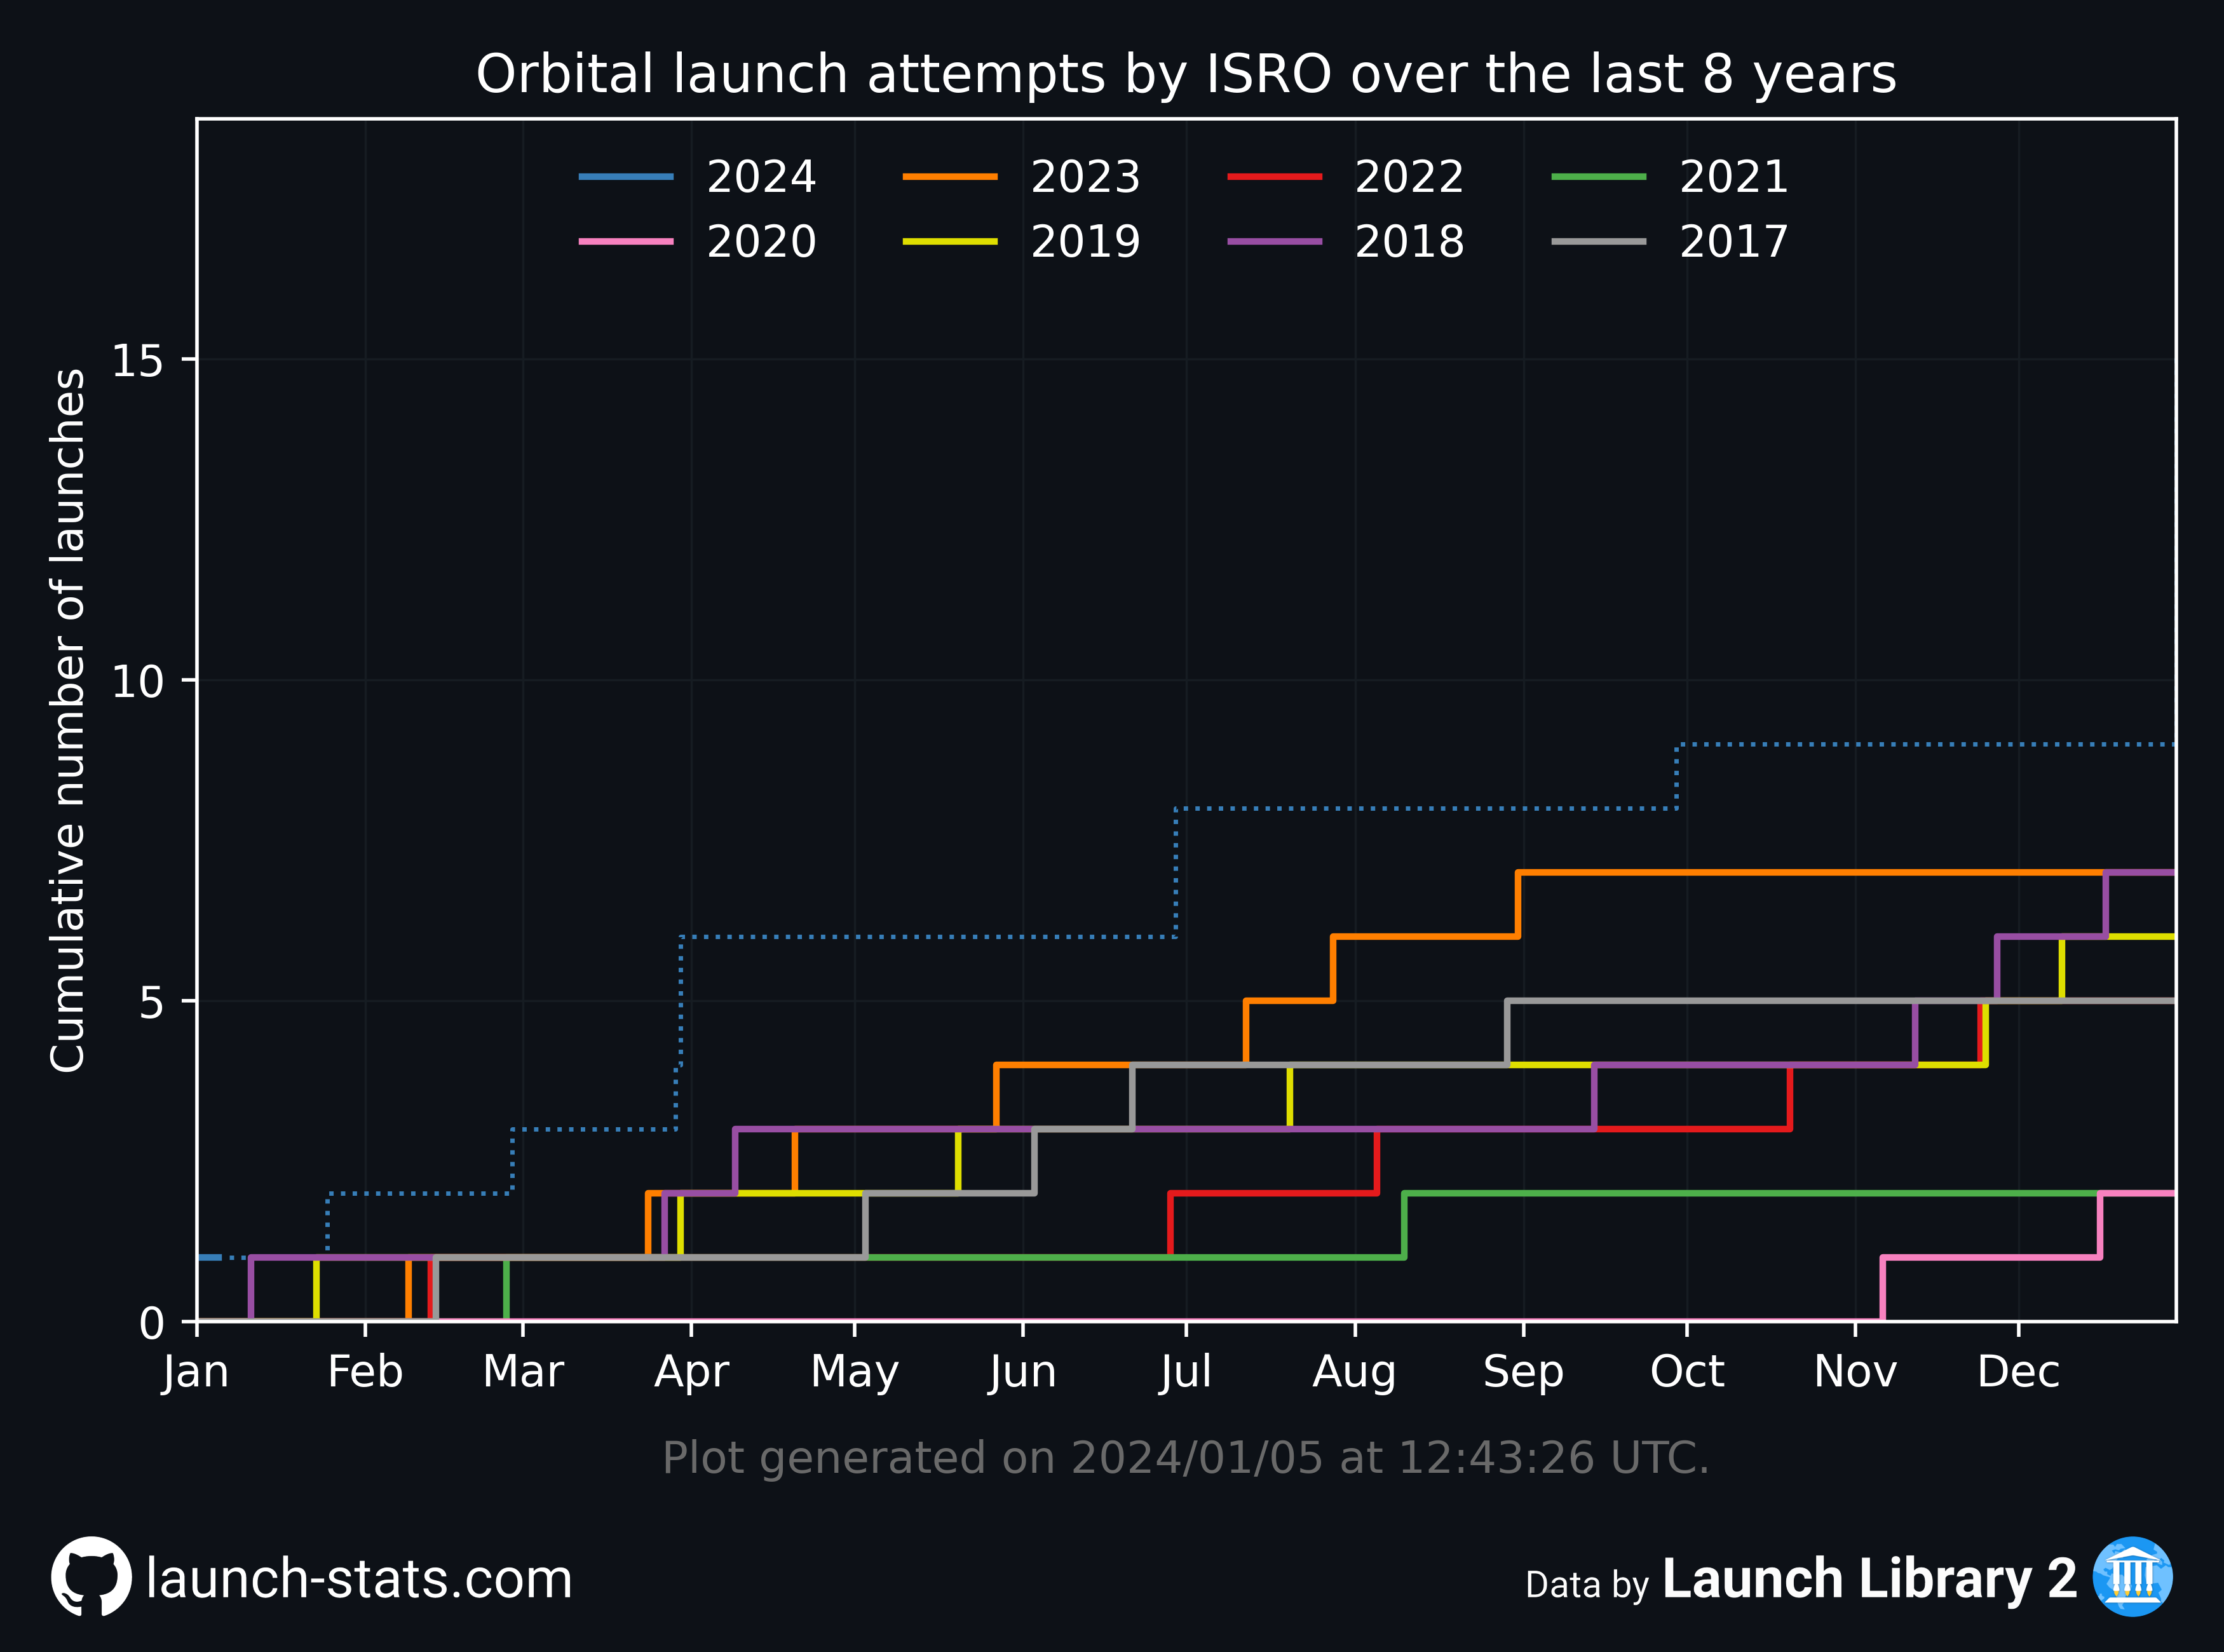 Orbital launch attempts by ISRO over the last 8 years
2024 2023 2022 2021
2020 2019 2018 2017
Cumulative number of launches
15
10
5
0
Jan Feb Mar Apr May Jun Jul Aug Sep Oct Nov Dec
Plot generated on 2024/01/05 at 12:43:26 UTC.
launch-stats.com
Data by Launch Library 2